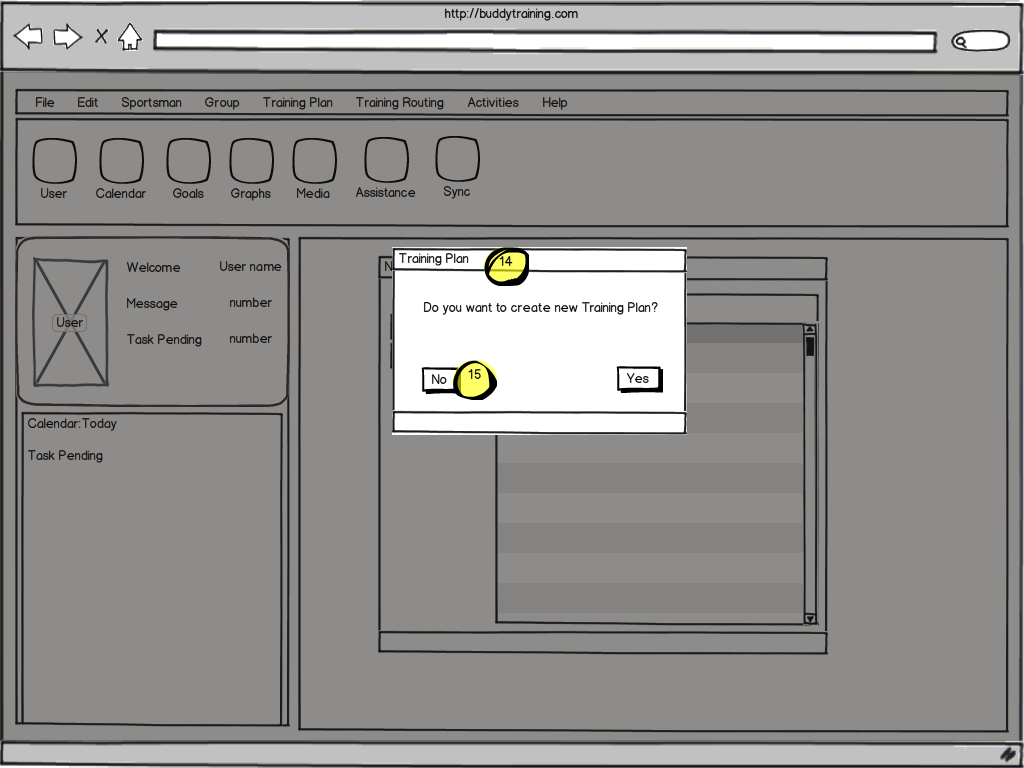 http://buddytraining.com
File Edit Sportsman Group Training Plan Training Routing Activities Help
User Calendar Goals Graphs Media Assistance Sync
User
Welcome User name
Message number
Task Pending number
Calendar:Today
Task Pending
N
Training Plan 14
Do you want to create new Training Plan?
No 15 Yes